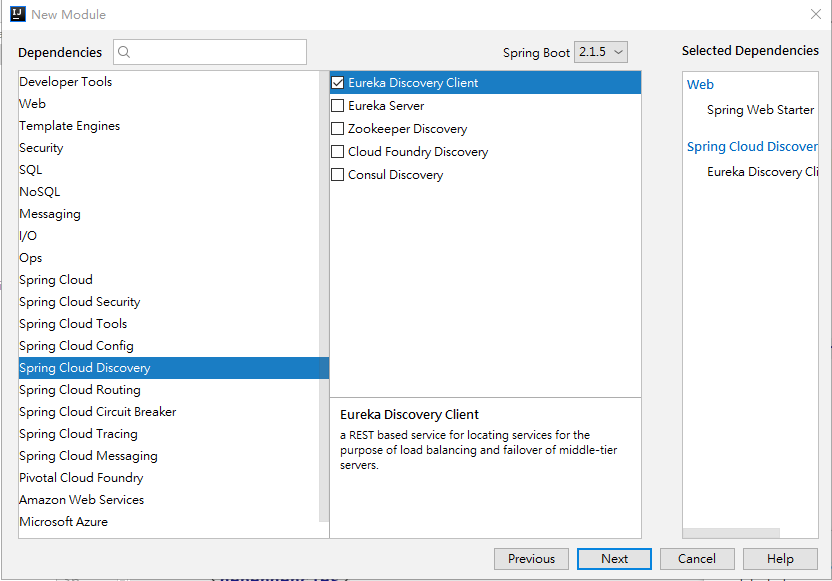 New Module
Dependencies
Spring Boot 2.1.5
Selected Dependencies
Developer Tools
Web
Template Engines
Security
SQL
NoSQL
Messaging
I/O
Ops
Spring Cloud
Spring Cloud Security
Spring Cloud Tools
Spring Cloud Config
Spring Cloud Discovery
Spring Cloud Routing
Spring Cloud Circuit Breaker
Spring Cloud Tracing
Spring Cloud Messaging
Pivotal Cloud Foundry
Amazon Web Services
Microsoft Azure
Eureka Discovery Client
Eureka Server
Zookeeper Discovery
Cloud Foundry Discovery
Consul Discovery
Eureka Discovery Client
a REST based service for locating services for the
purpose of load balancing and failover of middle-tier
servers.
Web
Spring Web Starter
Spring Cloud Discover
Eureka Discovery Cli
Previous
Next
Cancel
Help